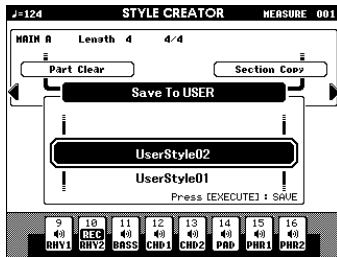 ♩=124 STYLE CREATOR MEASURE 001
MAIN A Length 4 4/4
Part Clear Section Copy
Save To USER
UserStyle02
UserStyle01
Press [EXECUTE] : SAVE
9 10 11 12 13 14 15 16
REC
RHY1 RHY2 BASS CHD1 CHD2 PAD PHR1 PHR2